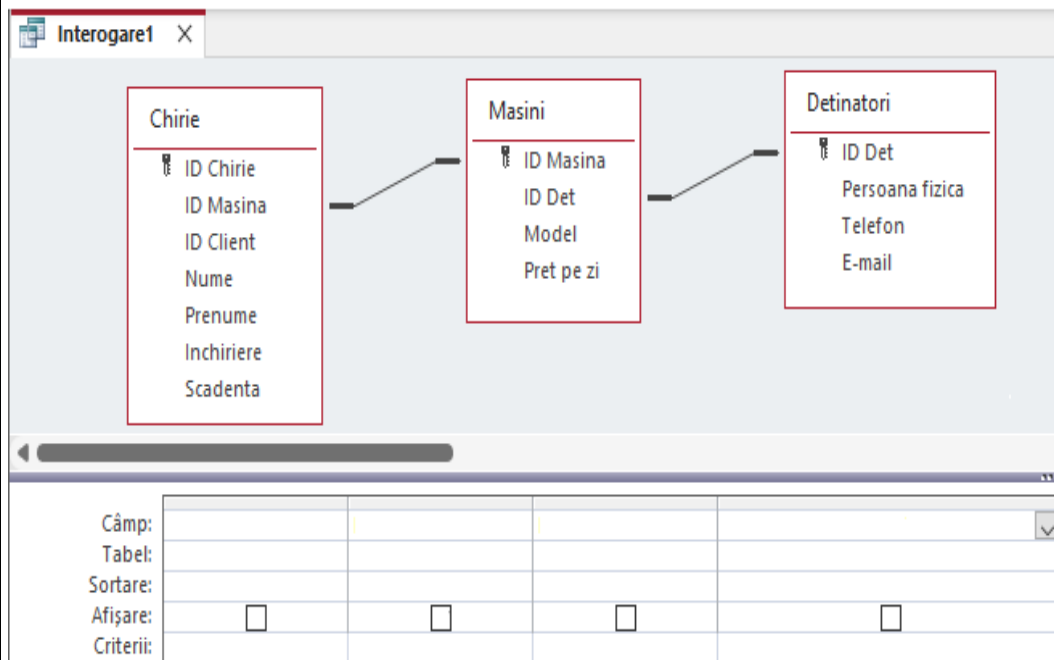 Interogare1
Chirie
ID Chirie
ID Masina
ID Client
Nume
Prenume
Inchiriere
Scadenta
Masini
ID Masina
ID Det
Model
Pret pe zi
Detinatori
ID Det
Persoana fizica
Telefon
E-mail
Câmp:
Tabel:
Sortare:
Afișare:
Criterii: